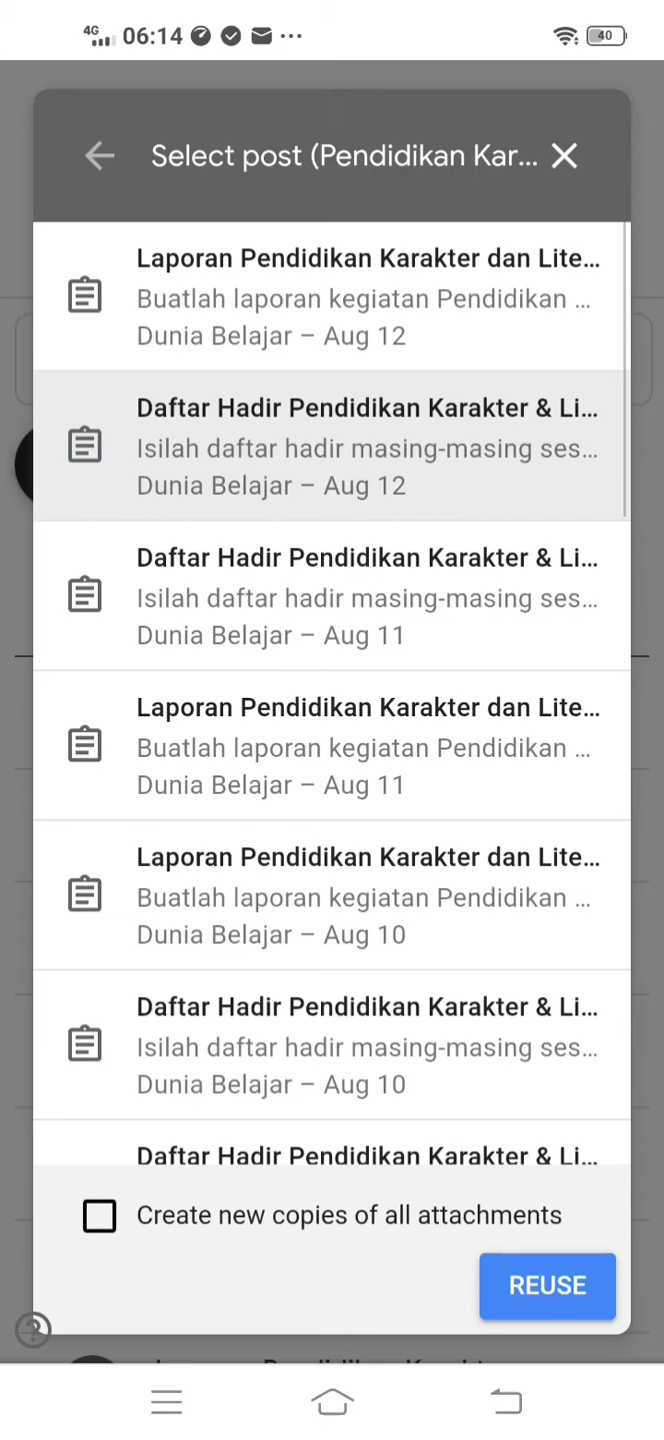 4G 06:14 ... 40
Select post (Pendidikan Kar...
Laporan Pendidikan Karakter dan Lite...
Buatlah laporan kegiatan Pendidikan ...
Dunia Belajar – Aug 12
Daftar Hadir Pendidikan Karakter & Li...
Isilah daftar hadir masing-masing ses...
Dunia Belajar – Aug 12
Daftar Hadir Pendidikan Karakter & Li...
Isilah daftar hadir masing-masing ses...
Dunia Belajar – Aug 11
Laporan Pendidikan Karakter dan Lite...
Buatlah laporan kegiatan Pendidikan ...
Dunia Belajar – Aug 11
Laporan Pendidikan Karakter dan Lite...
Buatlah laporan kegiatan Pendidikan ...
Dunia Belajar – Aug 10
Daftar Hadir Pendidikan Karakter & Li...
Isilah daftar hadir masing-masing ses...
Dunia Belajar – Aug 10
Daftar Hadir Pendidikan Karakter & Li...
Create new copies of all attachments
REUSE